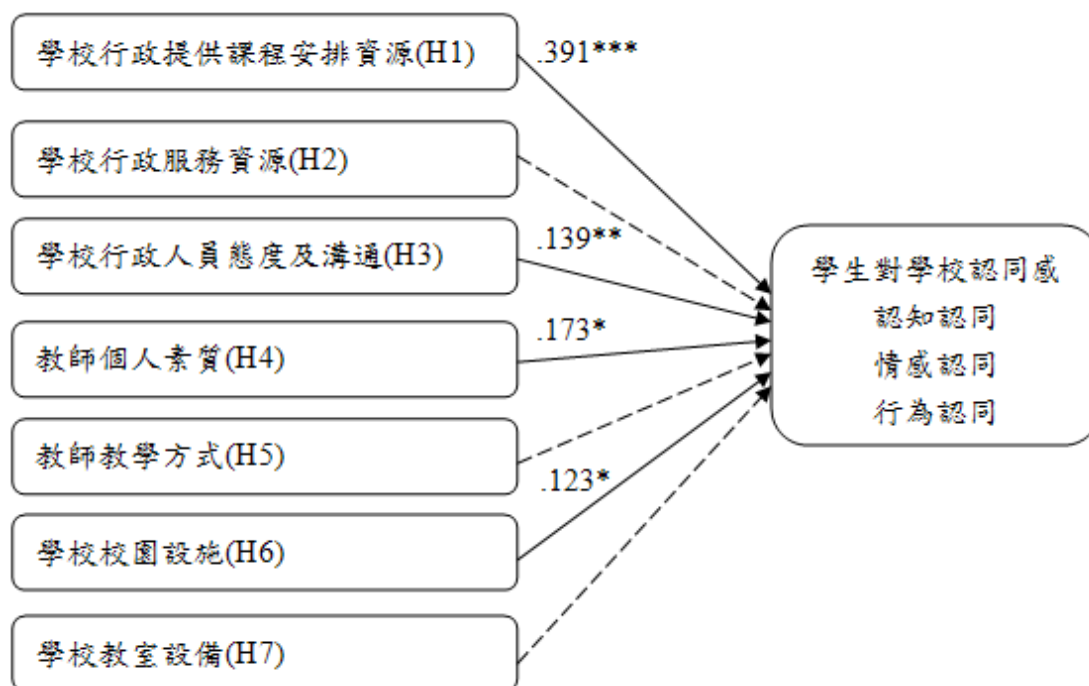 學校行政提供課程安排資源(H1)
.391***
學校行政服務資源(H2)
學校行政人員態度及溝通(H3)
.139**
教師個人素質(H4)
.173*
教師教學方式(H5)
.123*
學校校園設施(H6)
學校教室設備(H7)
學生對學校認同感
認知認同
情感認同
行為認同